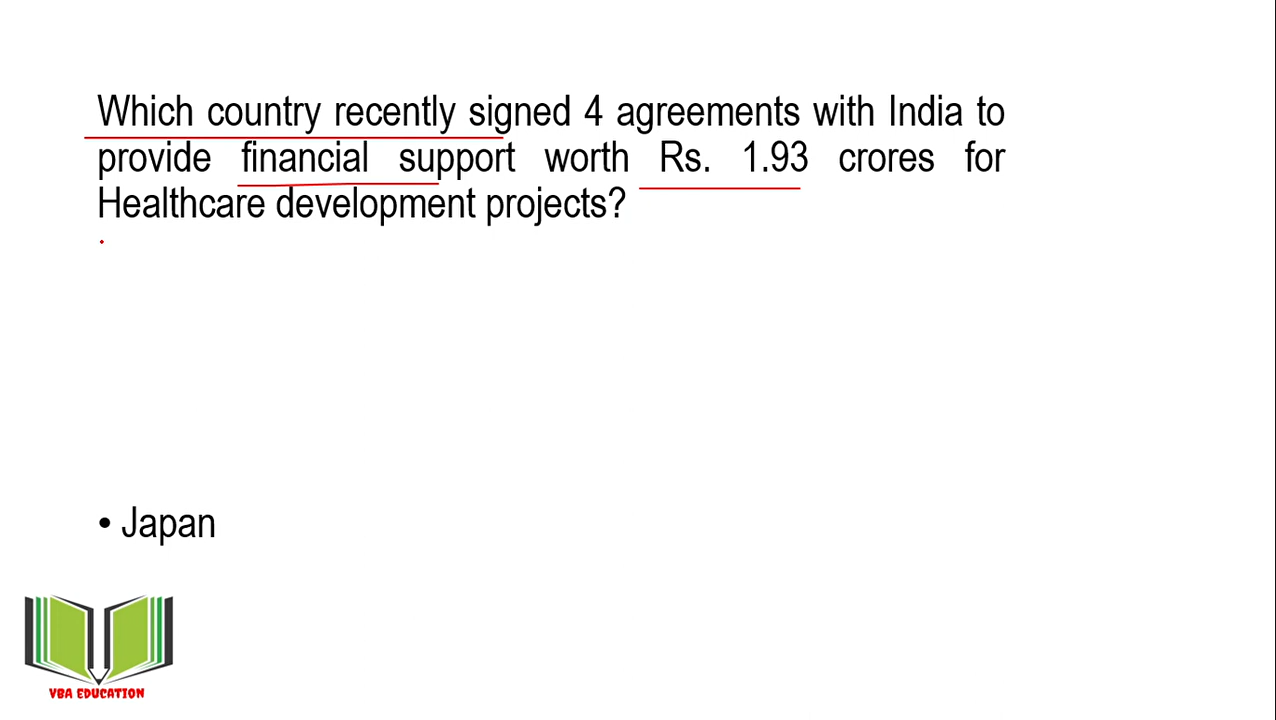 Which country recently signed 4 agreements with India to
provide financial support worth Rs. 1.93 crores for
Healthcare development projects?
• Japan
VBA EDUCATION